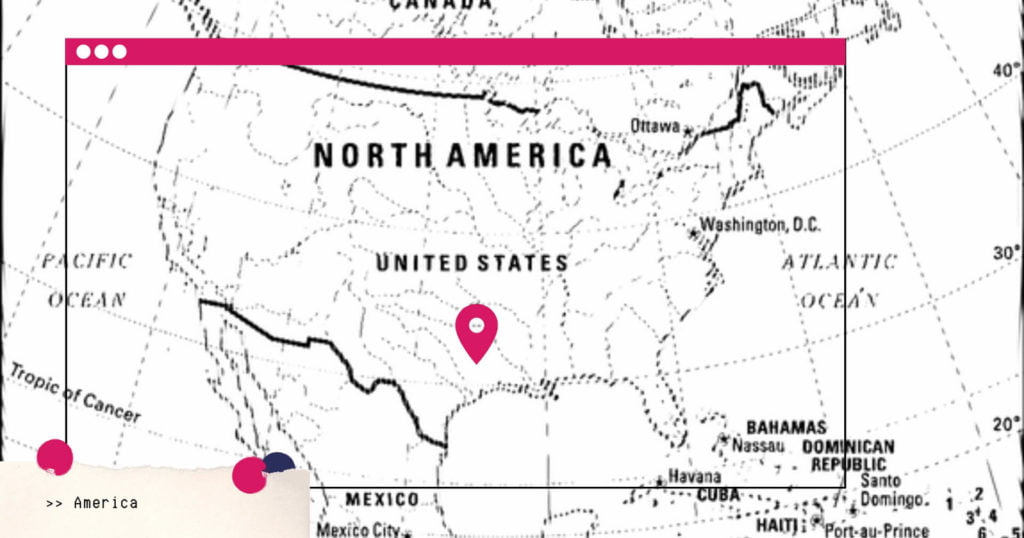 CANADA
40°
Ottawa
NORTH AMERICA
Washington, D.C.
UNITED STATES
PACIFIC
OCEAN
ATLANTIC
OCEAN
30°
Tropic of Cancer
20°
BAHAMAS
Nassau
DOMINICAN
REPUBLIC
Havana
CUBA
Santo
Domingo
MEXICO
Mexico City
HAITI
Port-au-Prince
1
2
3
4
6
5
>> America